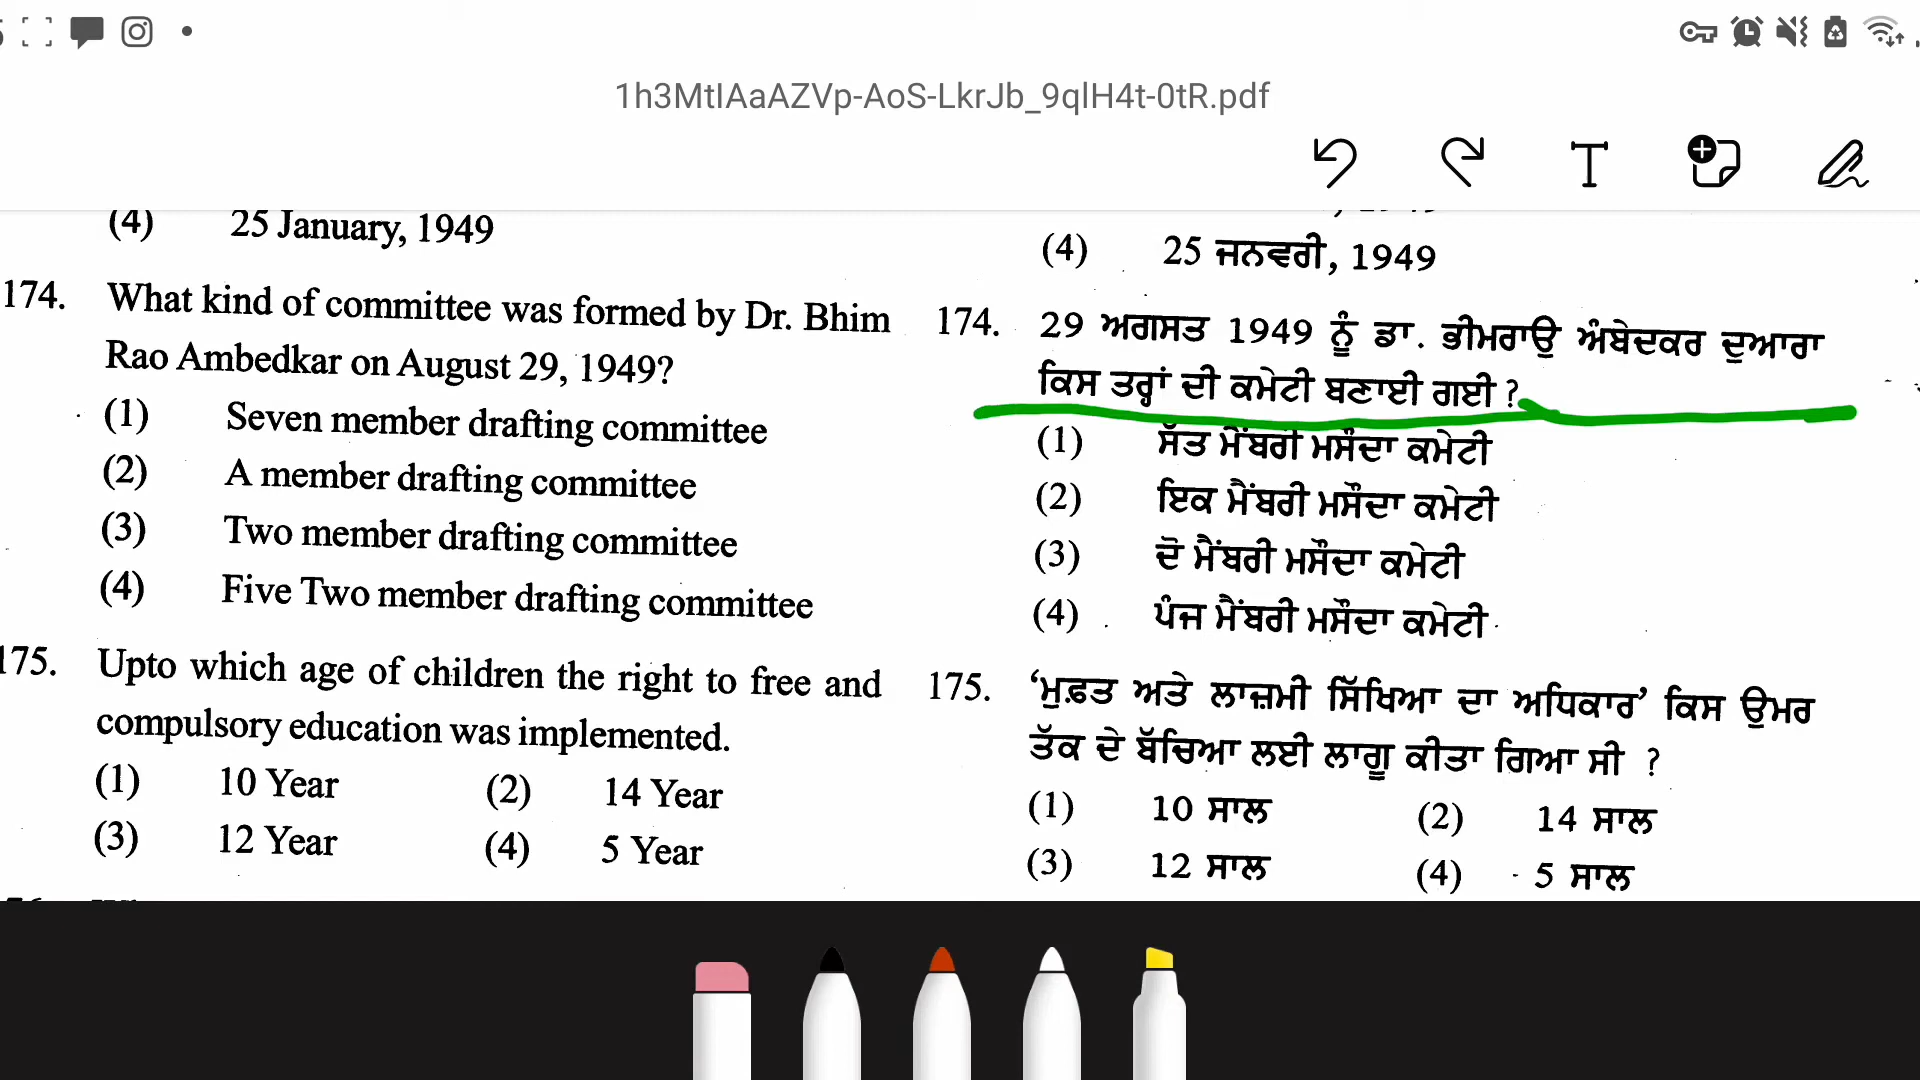 1h3MtIAaAZVp-AoS-LkrJb_9qlH4t-0tR.pdf
(4) 25 January, 1949
174. What kind of committee was formed by Dr. Bhim
Rao Ambedkar on August 29, 1949?
(1) Seven member drafting committee
(2) A member drafting committee
(3) Two member drafting committee
(4) Five Two member drafting committee
175. Upto which age of children the right to free and
compulsory education was implemented.
(1) 10 Year (2) 14 Year
(3) 12 Year (4) 5 Year
(4) 25 ਜਨਵਰੀ, 1949
174. 29 ਅਗਸਤ 1949 ਨੂੰ ਡਾ. ਭੀਮਰਾਉ ਅੰਬੇਦਕਰ ਦੁਆਰਾ
ਕਿਸ ਤਰ੍ਹਾਂ ਦੀ ਕਮੇਟੀ ਬਣਾਈ ਗਈ ?
(1) ਸੱਤ ਮੈਂਬਰੀ ਮਸੌਦਾ ਕਮੇਟੀ
(2) ਇਕ ਮੈਂਬਰੀ ਮਸੌਦਾ ਕਮੇਟੀ
(3) ਦੋ ਮੈਂਬਰੀ ਮਸੌਦਾ ਕਮੇਟੀ
(4) ਪੰਜ ਮੈਂਬਰੀ ਮਸੌਦਾ ਕਮੇਟੀ
175. ‘ਮੁਫ਼ਤ ਅਤੇ ਲਾਜ਼ਮੀ ਸਿੱਖਿਆ ਦਾ ਅਧਿਕਾਰ’ ਕਿਸ ਉਮਰ
ਤੱਕ ਦੇ ਬੱਚਿਆ ਲਈ ਲਾਗੂ ਕੀਤਾ ਗਿਆ ਸੀ ?
(1) 10 ਸਾਲ (2) 14 ਸਾਲ
(3) 12 ਸਾਲ (4) 5 ਸਾਲ